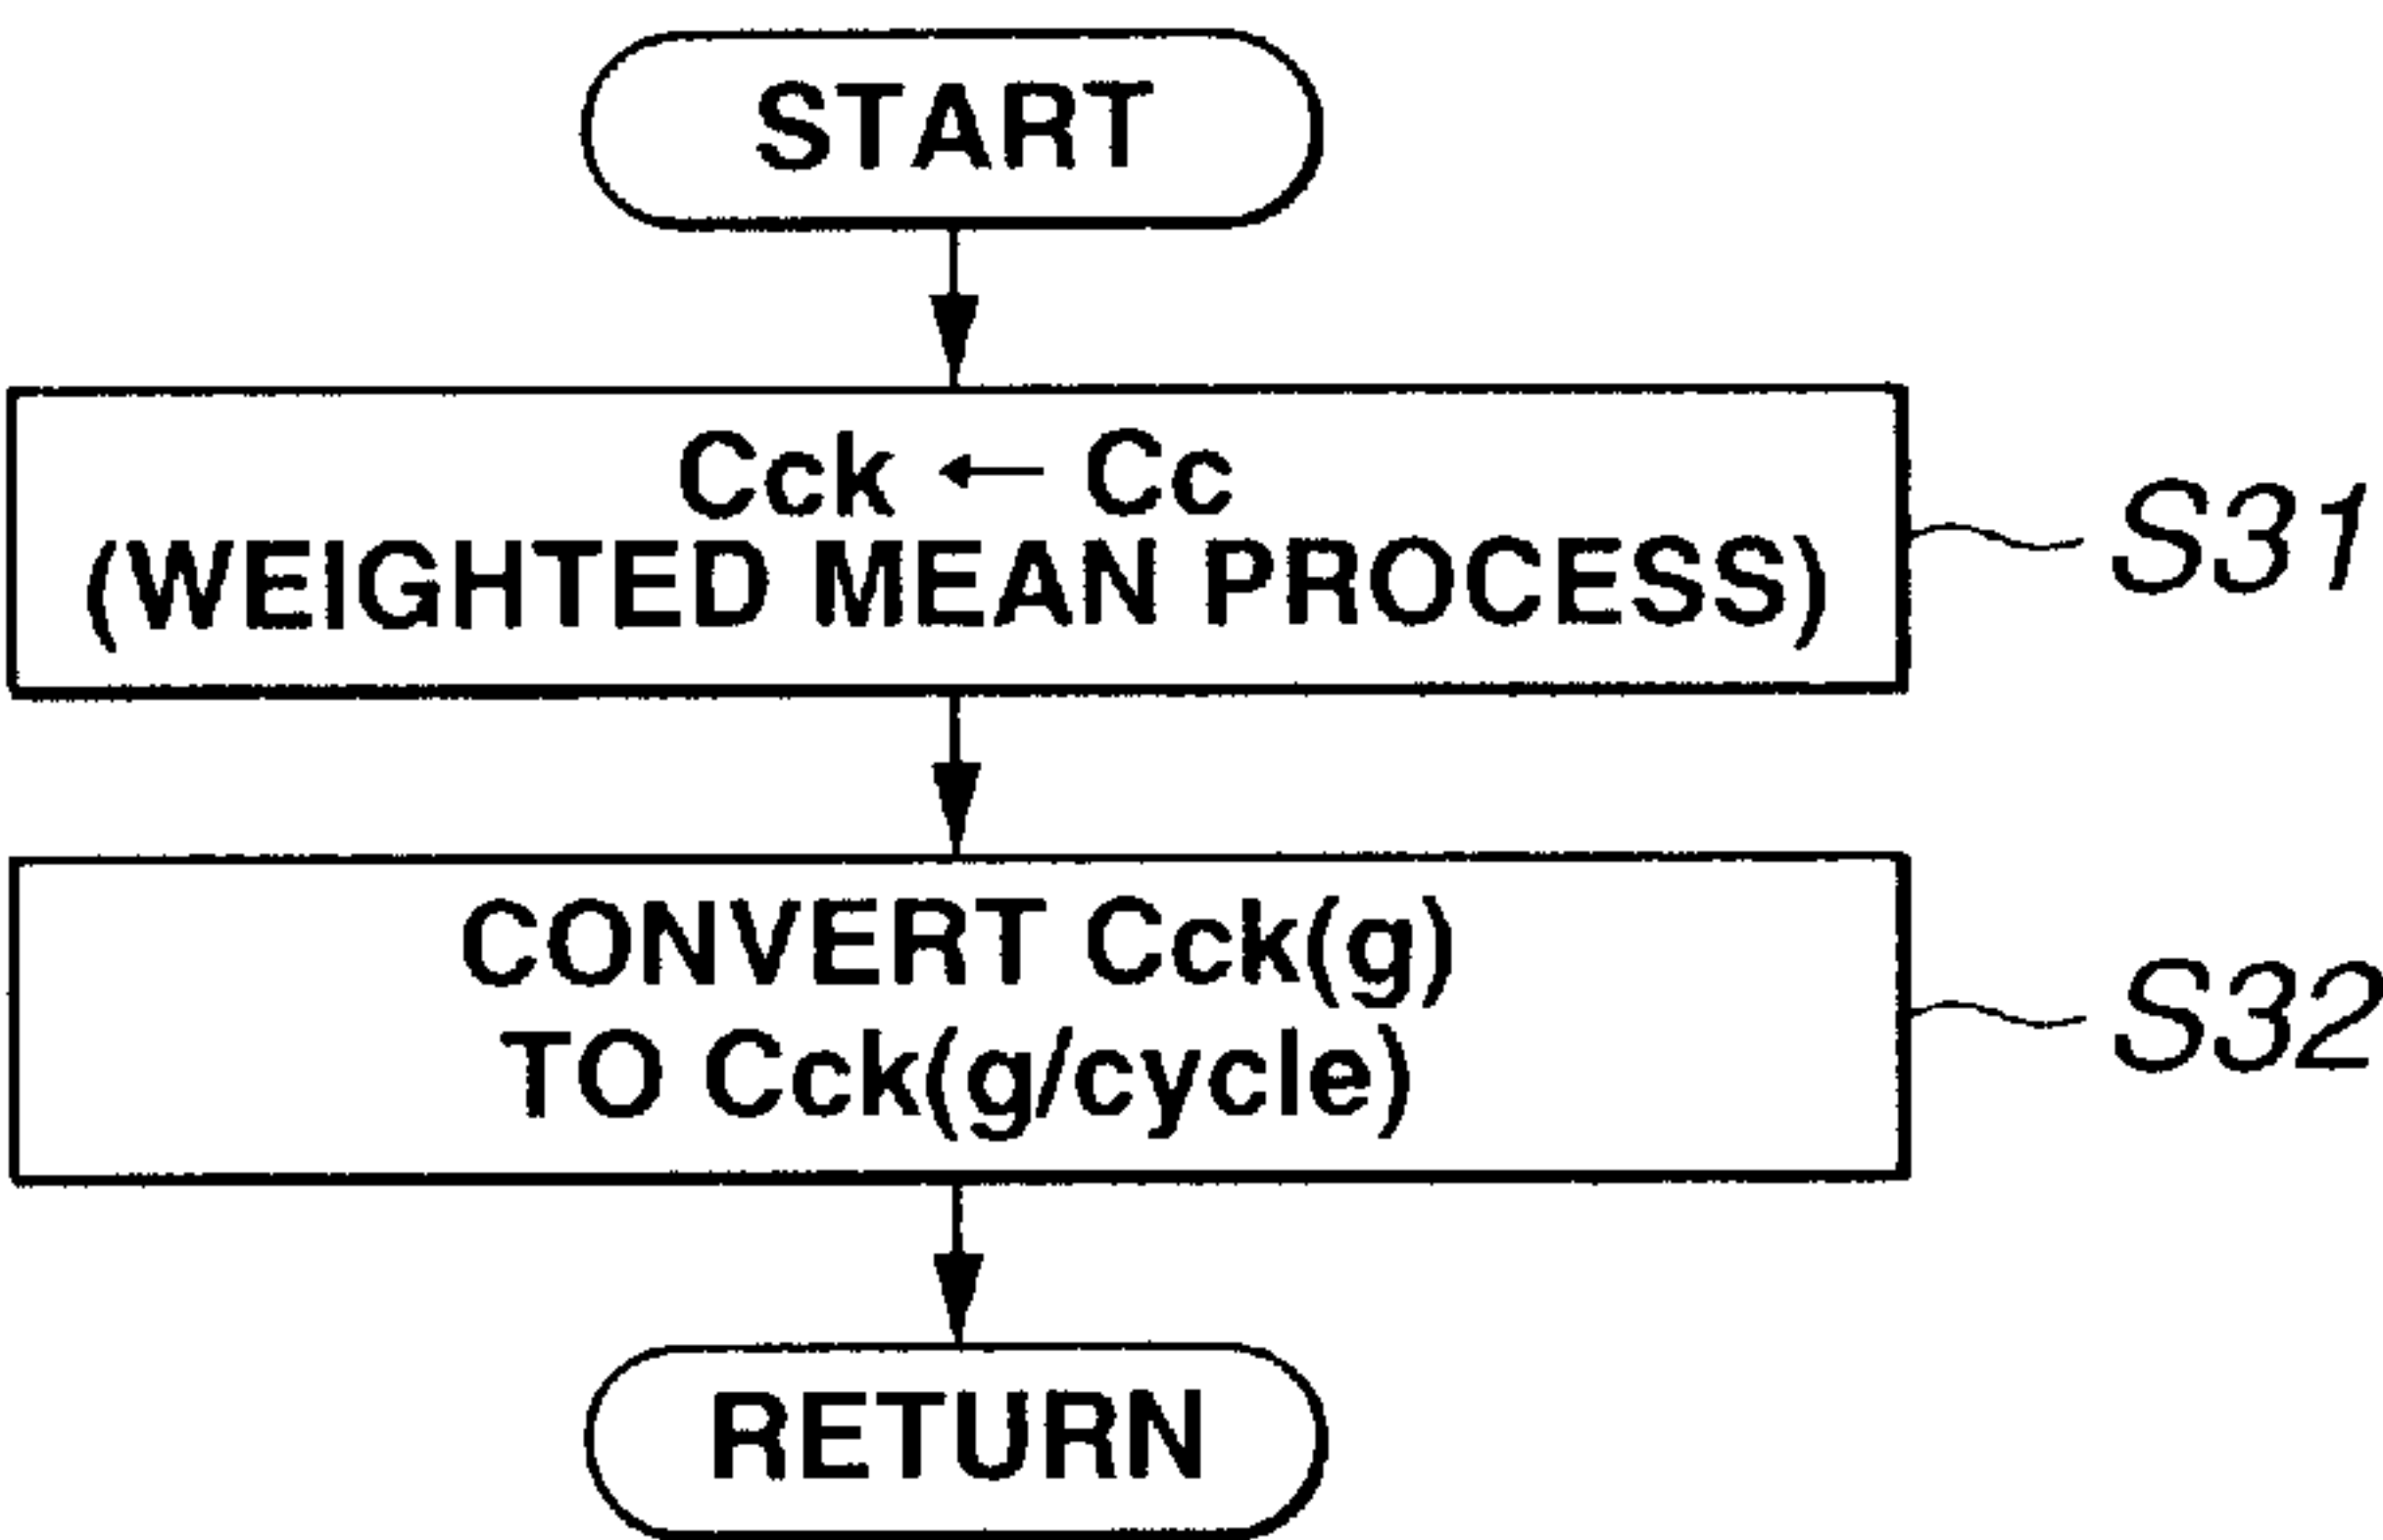 START
Cck ← Cc
(WEIGHTED MEAN PROCESS)
S31
CONVERT Cck(g)
TO Cck(g/cycle)
S32
RETURN